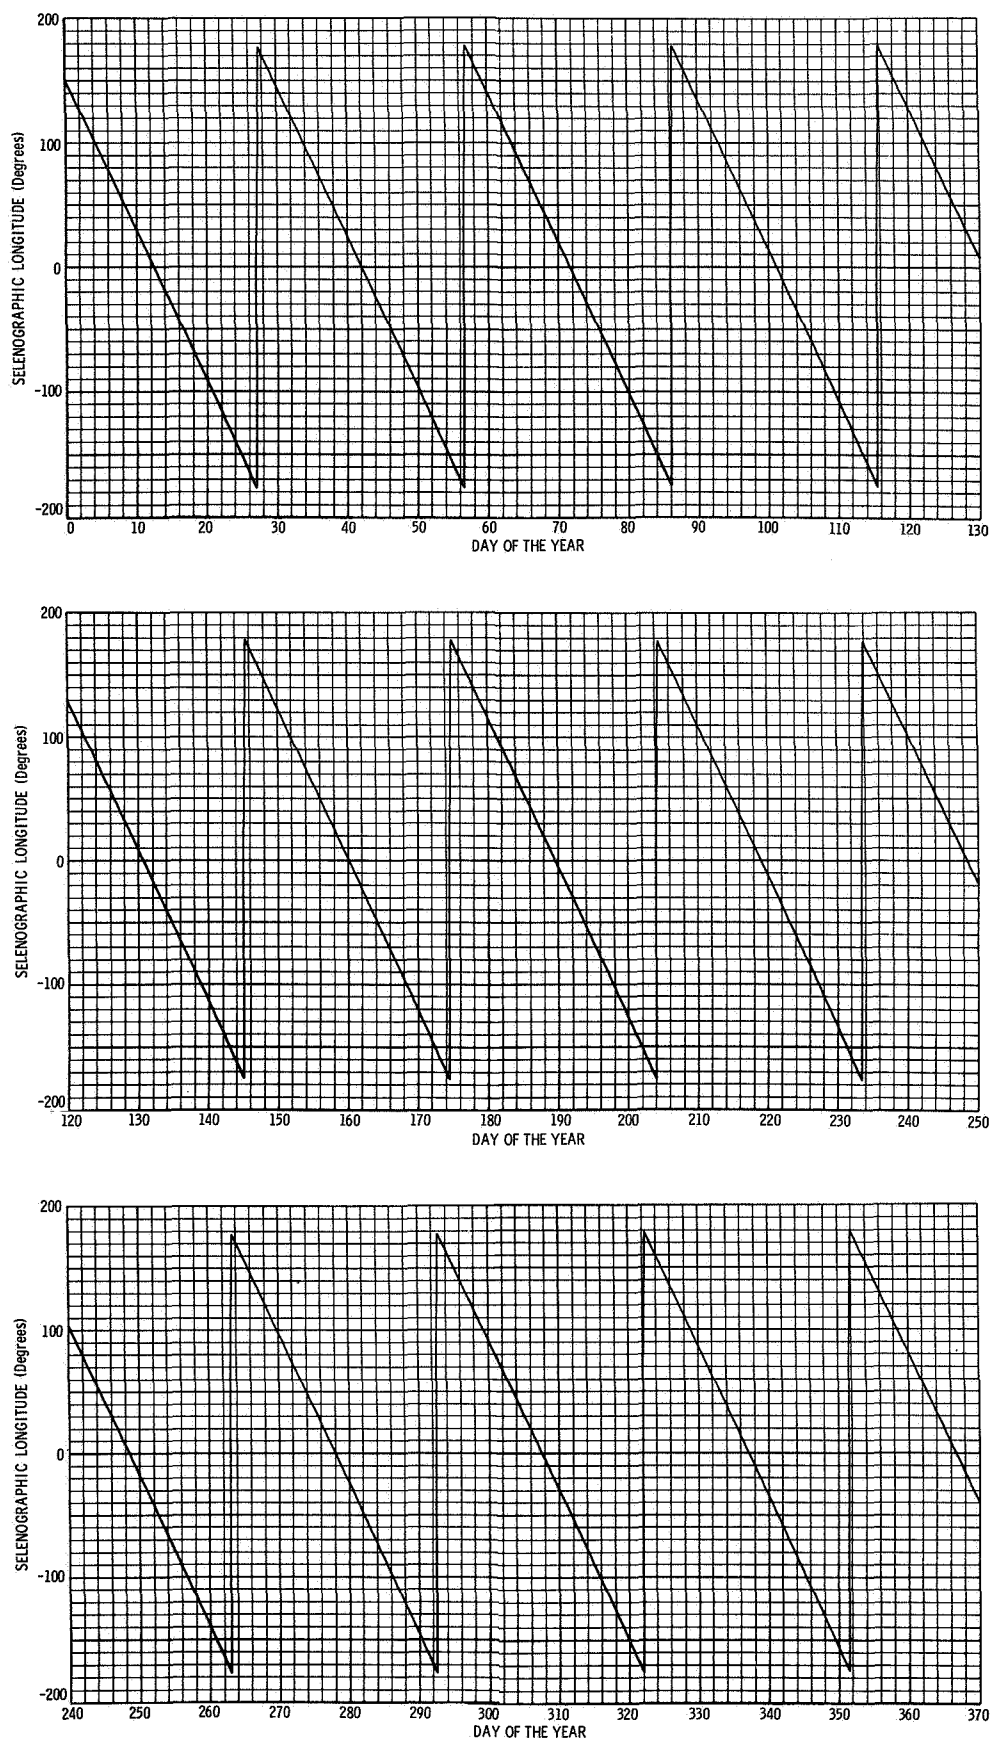 200
100
0
-100
-200
SELENOGRAPHIC LONGITUDE (Degrees)
0 10 20 30 40 50 60 70 80 90 100 110 120 130
DAY OF THE YEAR
200
100
0
-100
-200
SELENOGRAPHIC LONGITUDE (Degrees)
120 130 140 150 160 170 180 190 200 210 220 230 240 250
DAY OF THE YEAR
200
100
0
-100
-200
SELENOGRAPHIC LONGITUDE (Degrees)
240 250 260 270 280 290 300 310 320 330 340 350 360 370
DAY OF THE YEAR